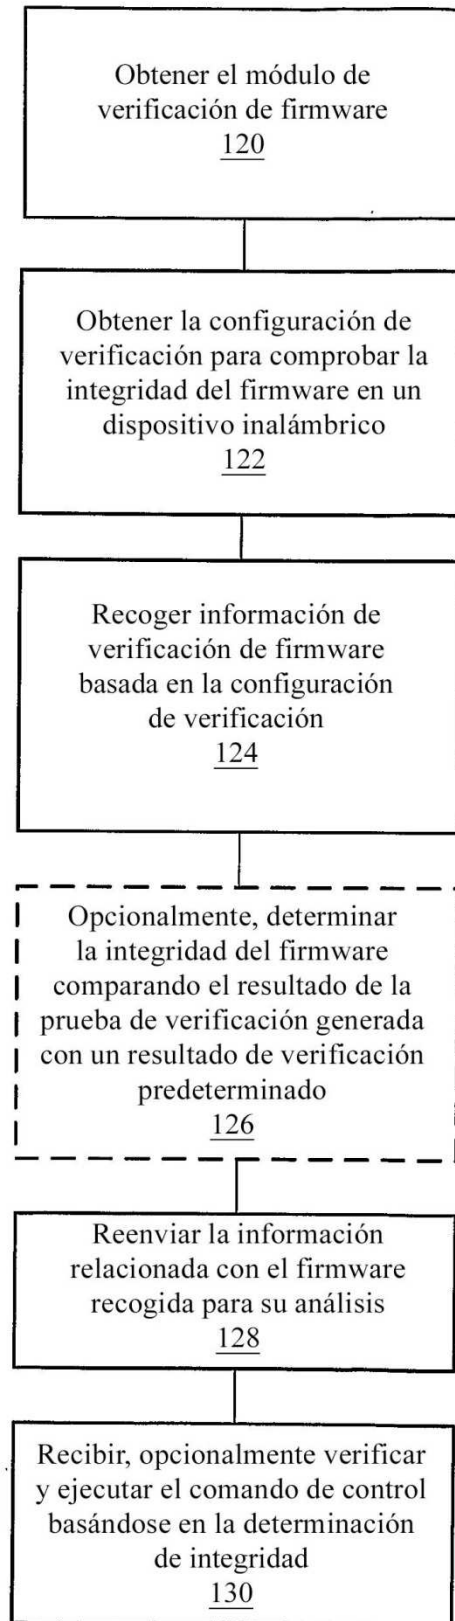 Obtener el módulo de
verificación de firmware
120
Obtener la configuración de
verificación para comprobar la
integridad del firmware en un
dispositivo inalámbrico
122
Recoger información de
verificación de firmware
basada en la configuración
de verificación
124
Opcionalmente, determinar
la integridad del firmware
comparando el resultado de la
prueba de verificación generada
con un resultado de verificación
predeterminado
126
Reenviar la información
relacionada con el firmware
recogida para su análisis
128
Recibir, opcionalmente verificar
y ejecutar el comando de control
basándose en la determinación
de integridad
130